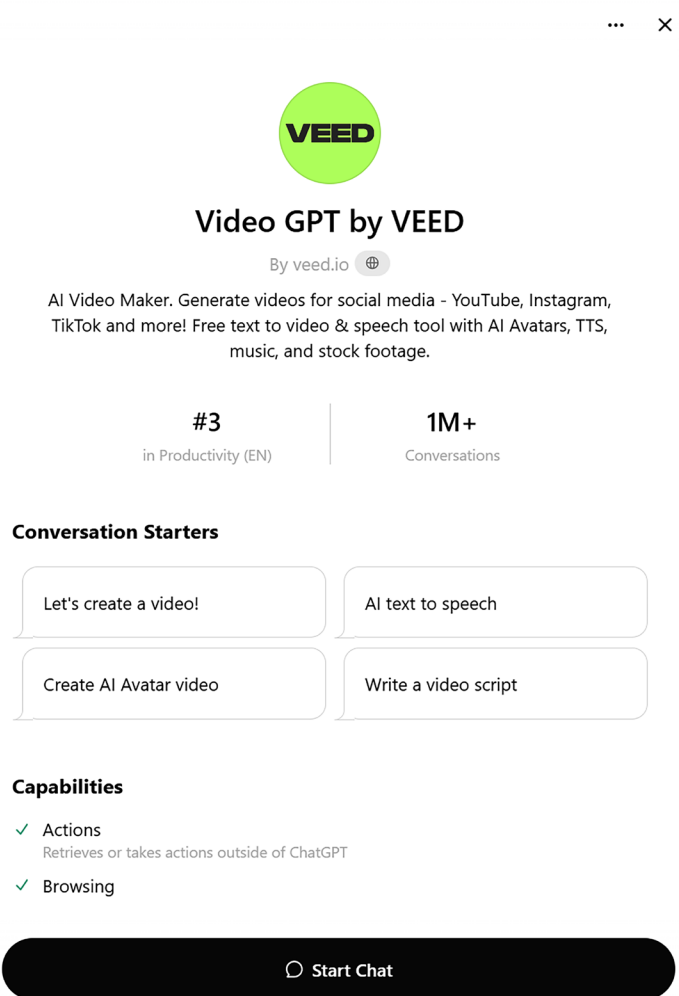 VEED
Video GPT by VEED
By veed.io
AI Video Maker. Generate videos for social media - YouTube, Instagram,
TikTok and more! Free text to video & speech tool with AI Avatars, TTS,
music, and stock footage.
#3
in Productivity (EN)
1M+
Conversations
Conversation Starters
Let's create a video!
AI text to speech
Create AI Avatar video
Write a video script
Capabilities
Actions
Retrieves or takes actions outside of ChatGPT
Browsing
Start Chat